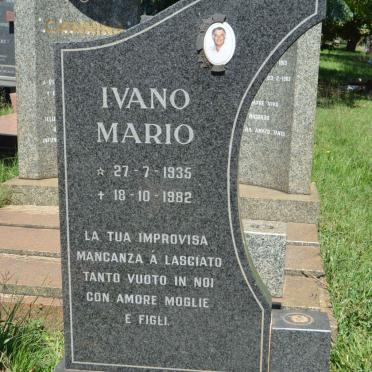 IVANO
MARIO
☆ 27-7-1935
✝ 18-10-1982
LA TUA IMPROVISA
MANCANZA A LASCIATO
TANTO VUOTO IN NOI
CON AMORE MOGLIE
E FIGLI.